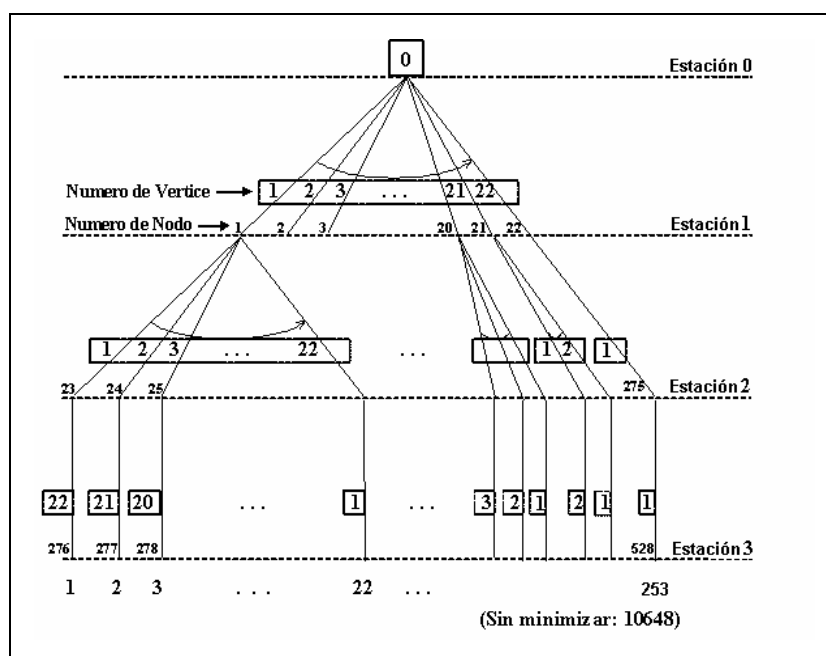 0
Estación 0
Numero de Vertice
1 2 3 ... 21 22
Numero de Nodo
1 2 3 20 21 22
Estación 1
1 2 3 ... 22 ... 1 2 1
23 24 25 275
Estación 2
22 21 20 ... 1 ... 3 2 1 2 1 1
276 277 278 528
Estación 3
1 2 3 ... 22 ... 253
(Sin minimizar: 10648)